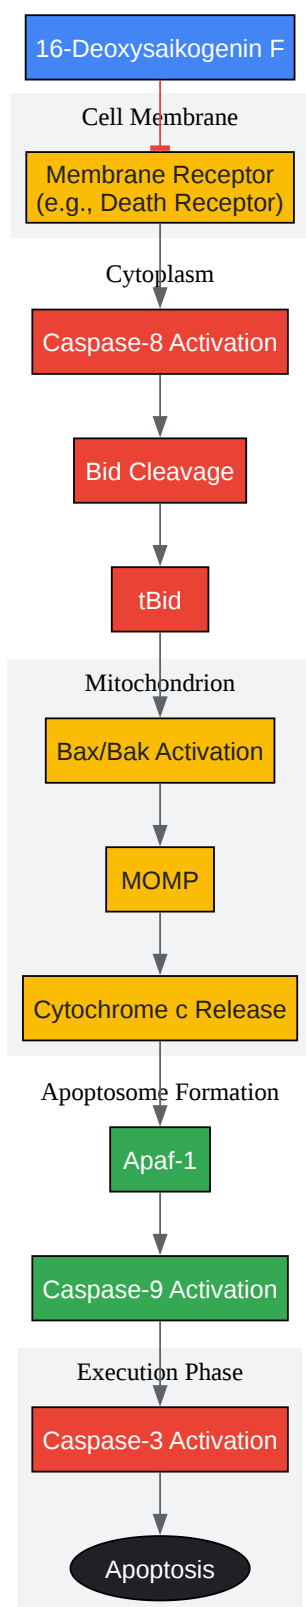 16-Deoxysaikogenin F
Cell Membrane
Membrane Receptor
(e.g., Death Receptor)
Cytoplasm
Caspase-8 Activation
Bid Cleavage
tBid
Mitochondrion
Bax/Bak Activation
MOMP
Cytochrome c Release
Apoptosome Formation
Apaf-1
Caspase-9 Activation
Execution Phase
Caspase-3 Activation
Apoptosis